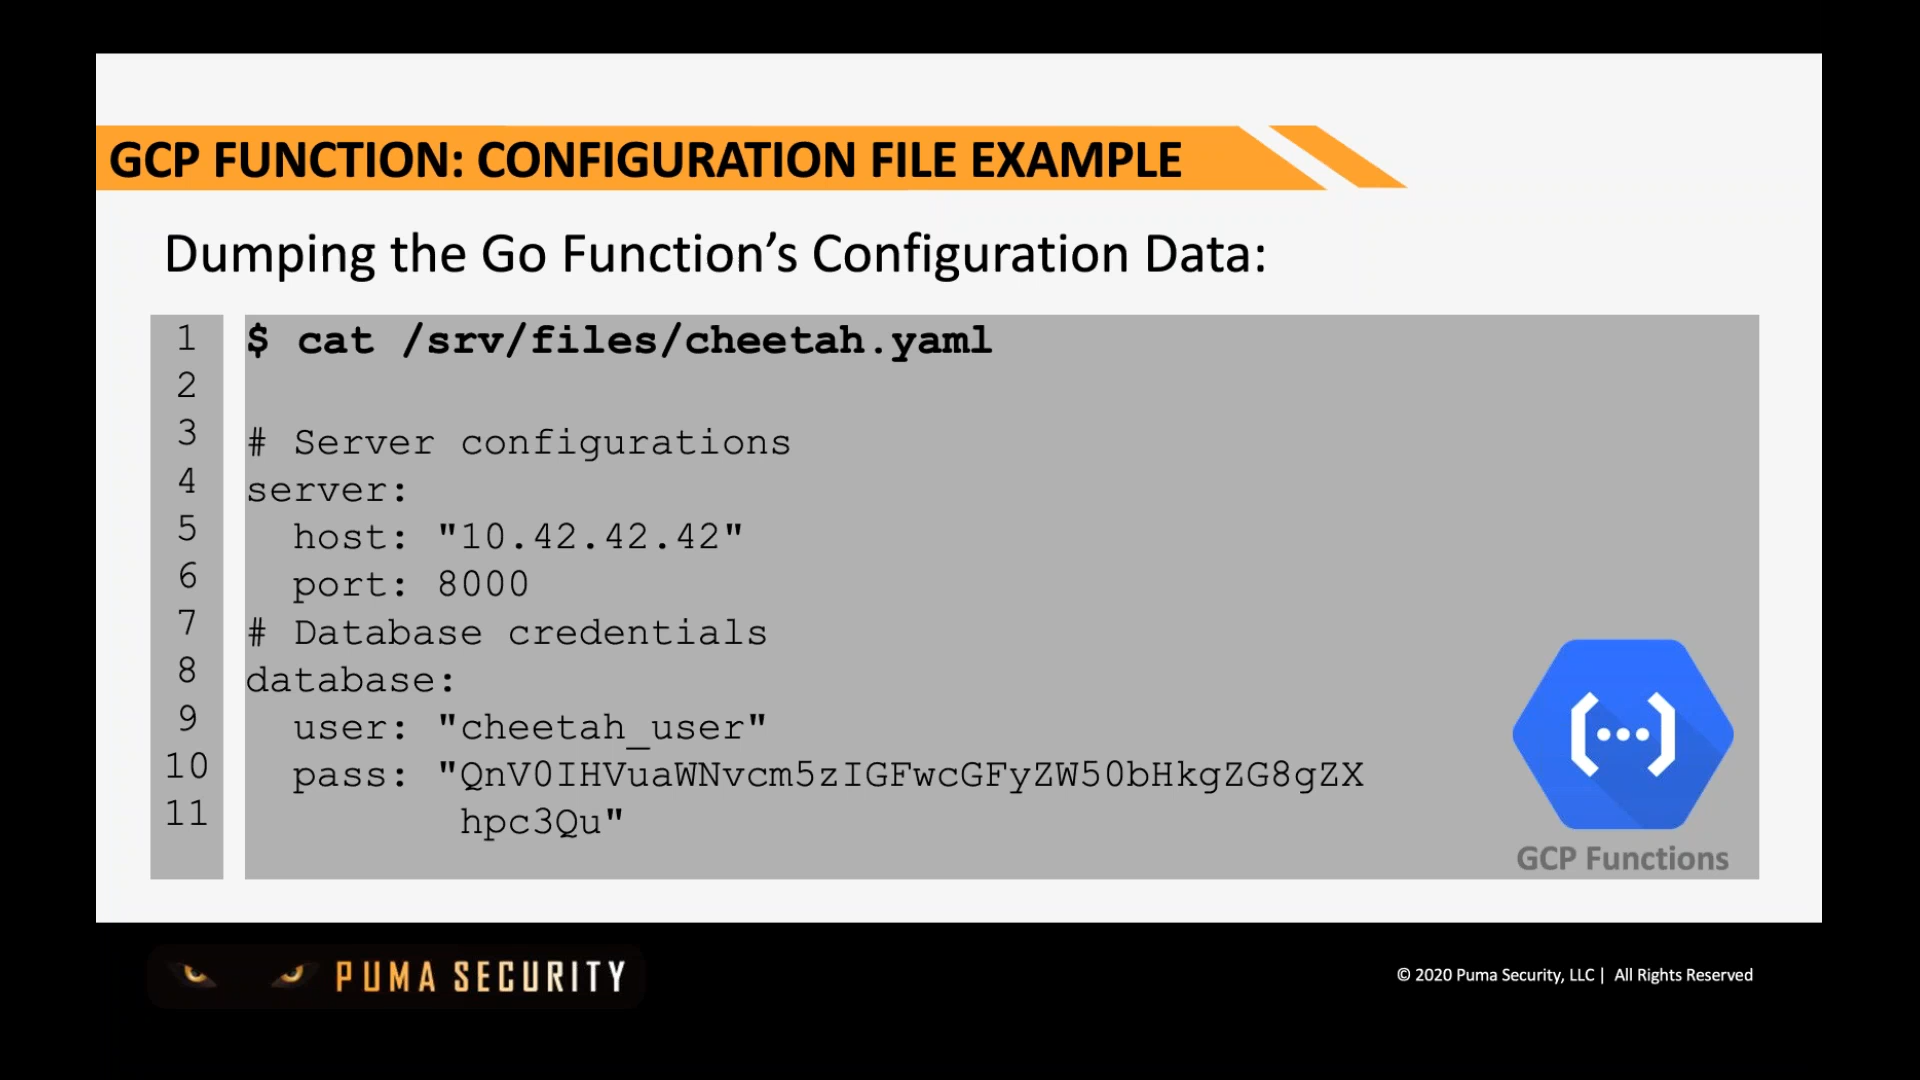 GCP FUNCTION: CONFIGURATION FILE EXAMPLE
Dumping the Go Function’s Configuration Data:
1 $ cat /srv/files/cheetah.yaml
2
3 # Server configurations
4 server:
5 host: "10.42.42.42"
6 port: 8000
7 # Database credentials
8 database:
9 user: "cheetah_user"
10 pass: "QnV0IHVuaWNvcm5zIGFwcGFyZW50bHkgZG8gZX
11 hpc3Qu"
GCP Functions
PUMA SECURITY
© 2020 Puma Security, LLC | All Rights Reserved